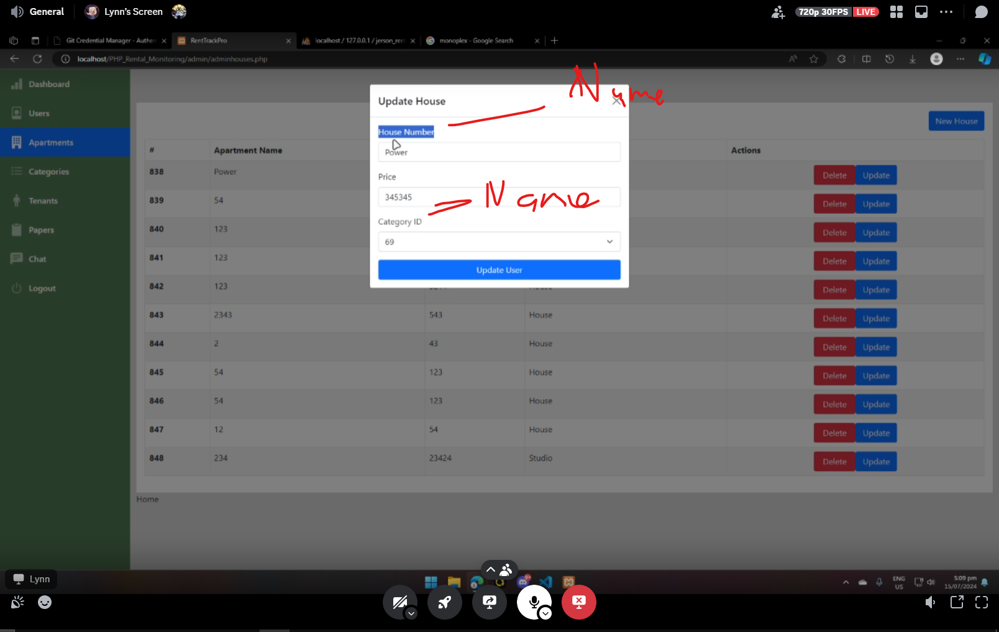 General
Lynn's Screen
720p 30FPS LIVE
Git Credential Manager - Authen
RentTrackPro
localhost / 127.0.0.1 / jerson_ren
monoplex - Google Search
localhost/PHP_Rental_Monitoring/admin/adminhouses.php
Dashboard
Users
Apartments
Categories
Tenants
Papers
Chat
Logout
New House
# Apartment Name Actions
838 Power Delete Update
839 54 Delete Update
840 123 Delete Update
841 123 Delete Update
842 123 Delete Update
843 2343 543 House Delete Update
844 2 43 House Delete Update
845 54 123 House Delete Update
846 54 123 House Delete Update
847 12 54 House Delete Update
848 234 23424 Studio Delete Update
Home
Update House
Name
House Number
Power
Price
345345
Name
Category ID
69
Update User
Lynn
ENG
US
5:09 pm
15/07/2024